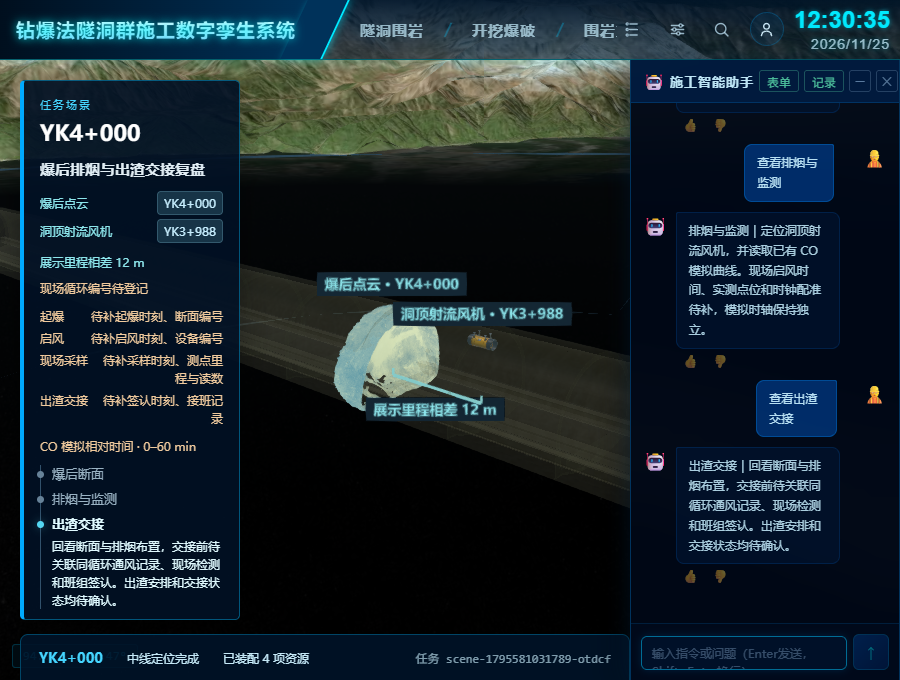 钻爆法隧洞群施工数字孪生系统
隧洞围岩 / 开挖爆破 / 围岩
12:30:35
2026/11/25
任务场景
YK4+000
爆后排烟与出渣交接复盘
爆后点云 YK4+000
洞顶射流风机 YK3+988
展示里程相差 12 m
现场循环编号待登记
起爆 待补起爆时刻、断面编号
启风 待补启风时刻、设备编号
现场采样 待补采样时刻、测点里
程与读数
出渣交接 待补签认时刻、接班记
录
CO 模拟相对时间 · 0–60 min
爆后断面
排烟与监测
出渣交接
回看断面与排烟布置，交接前待
关联同循环通风记录、现场检测
和班组签认。出渣安排和交接状
态均待确认。
爆后点云 • YK4+000
洞顶射流风机 • YK3+988
展示里程相差 12 m
YK4+000 中线定位完成 已装配 4 项资源 任务 scene-1795581031789-otdcf
施工智能助手 表单 记录
查看排烟与
监测
排烟与监测｜定位洞顶射
流风机，并读取已有 CO
模拟曲线。现场启风时
间、实测点位和时钟配准
待补，模拟时轴保持独
立。
查看出渣
交接
出渣交接｜回看断面与排
烟布置，交接前待关联同
循环通风记录、现场检测
和班组签认。出渣安排和
交接状态均待确认。
输入指令或问题（Enter发送，